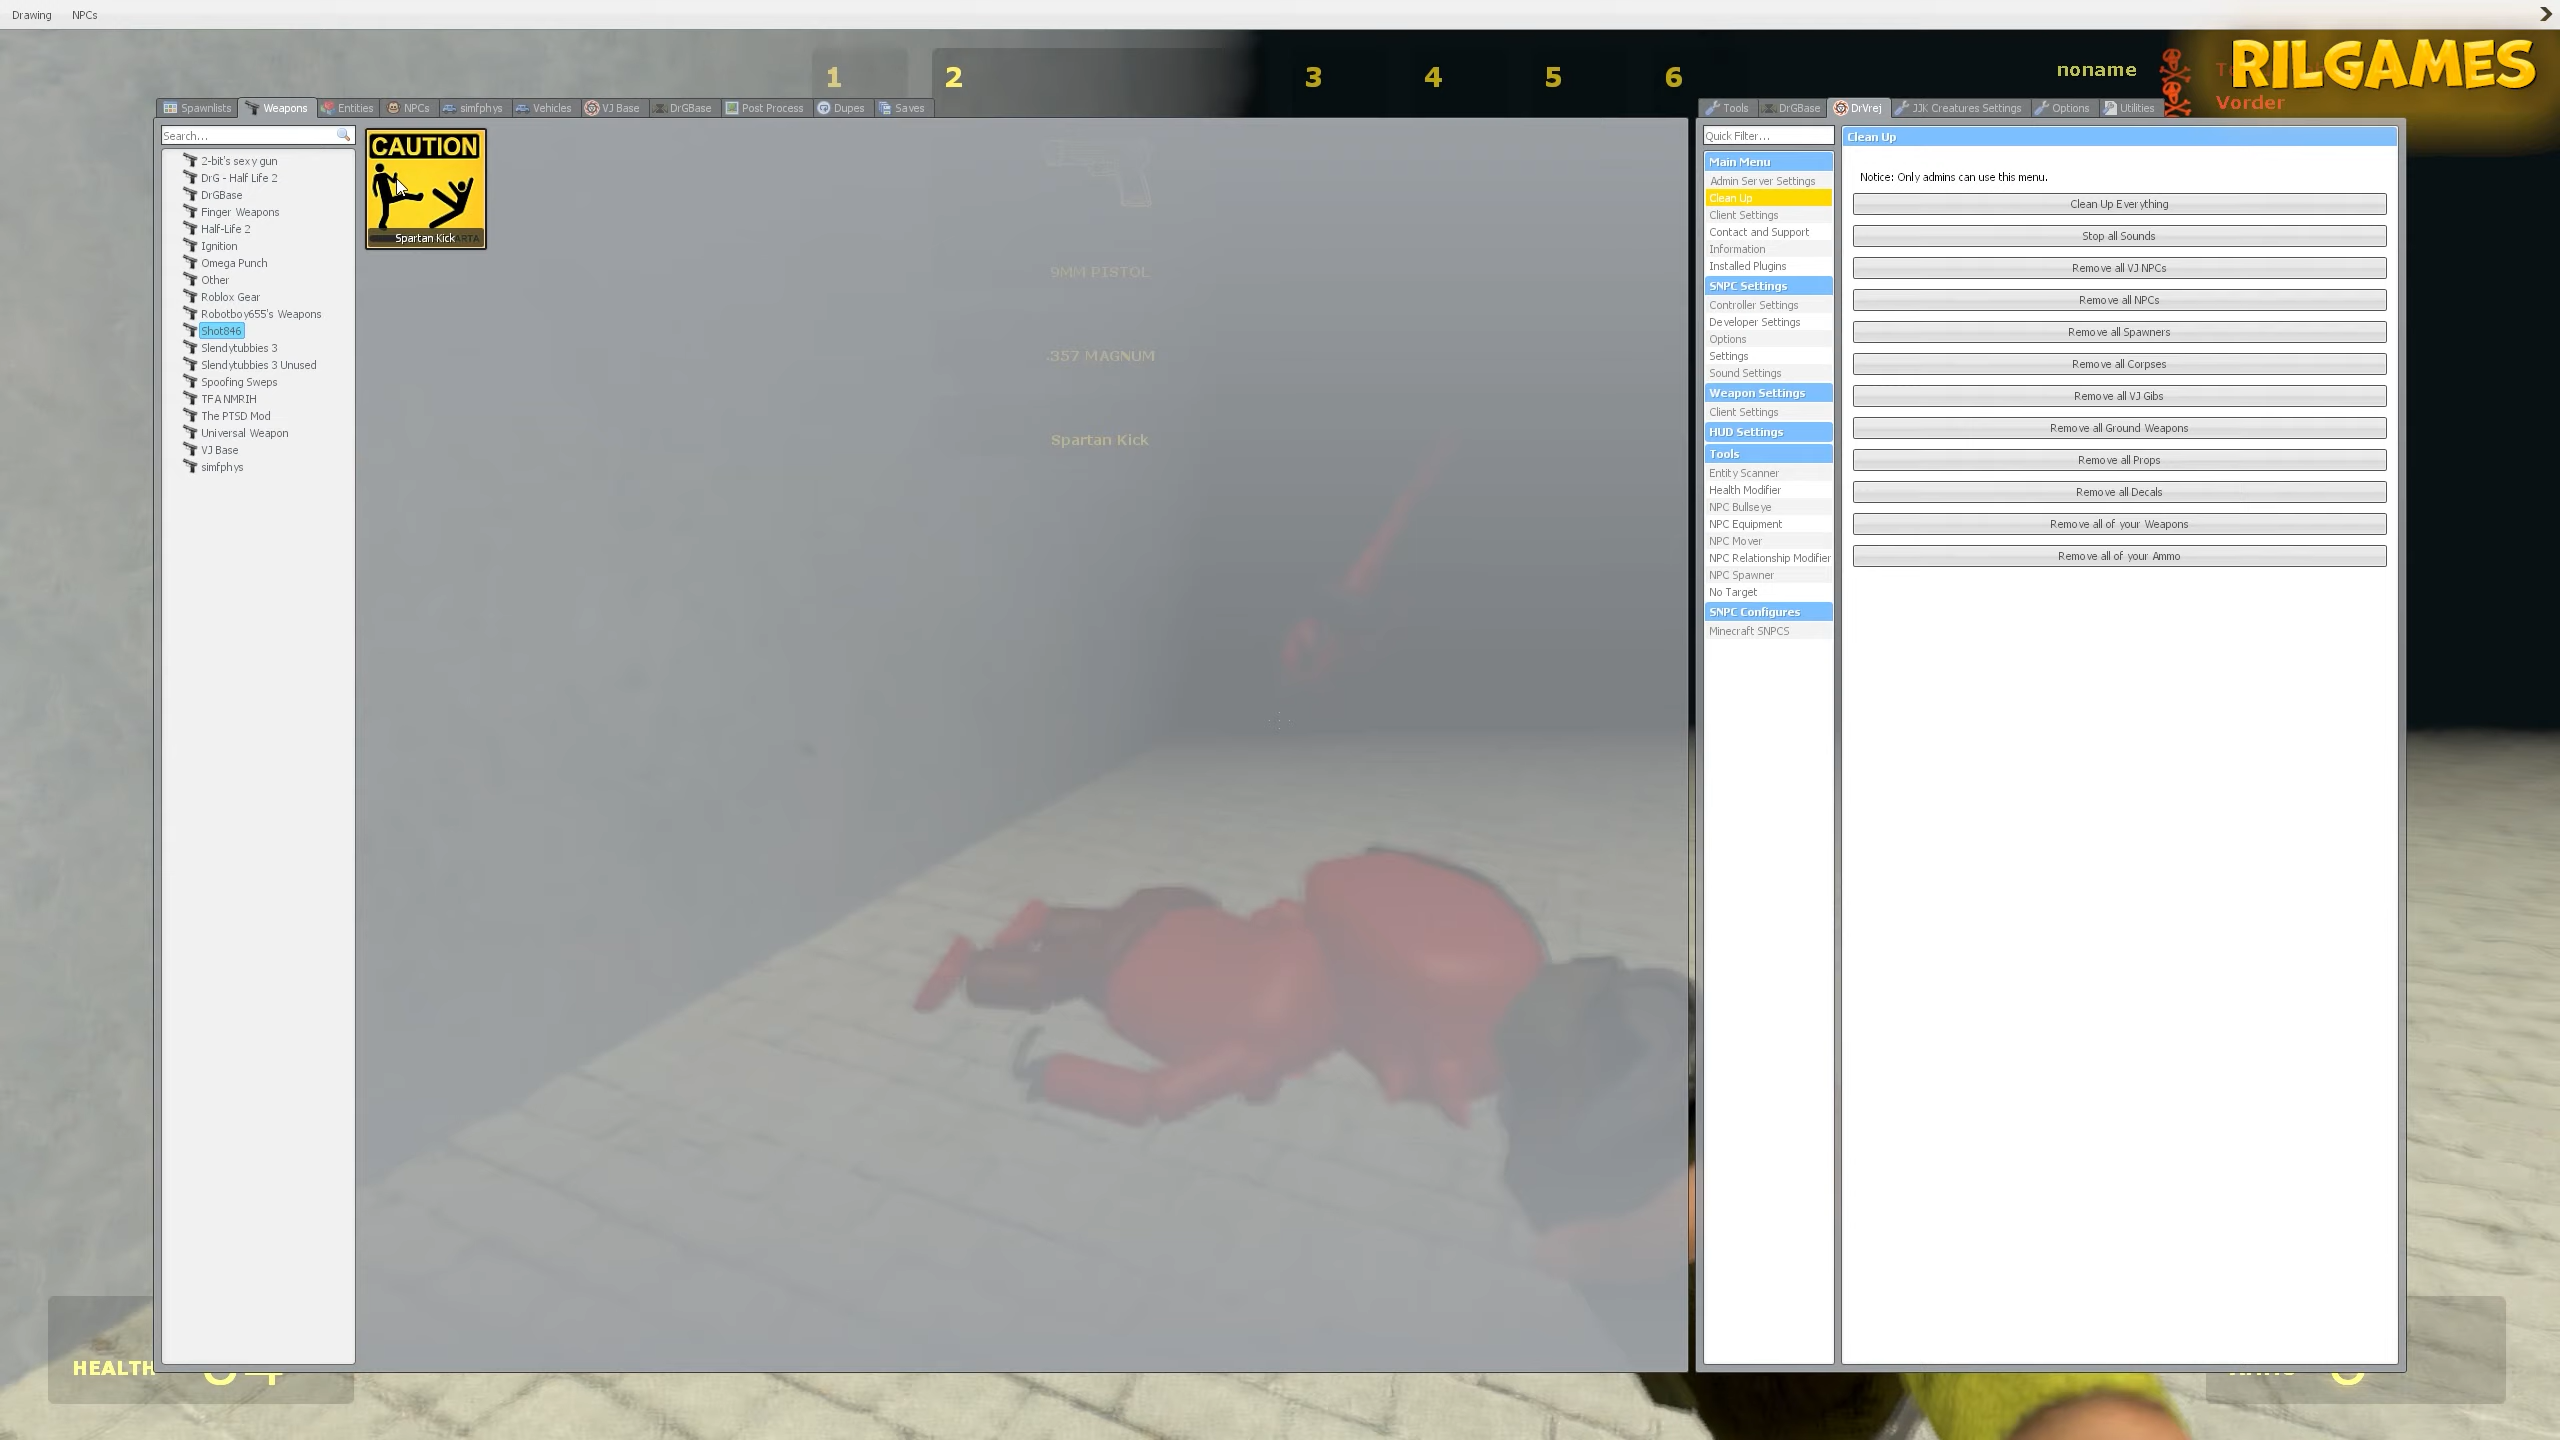 Drawing NPCs
1 2 3 4 5 6
noname
RILGAMES
Vorder
Spawnlists Weapons Entities NPCs simfphys Vehicles VJ Base DrGBase Post Process Dupes Saves
Search...
2-bit's sexy gun
DrG - Half Life 2
DrGBase
Finger Weapons
Half-Life 2
Ignition
Omega Punch
Other
Roblox Gear
Robotboy655's Weapons
Shot846
Slendytubbies 3
Slendytubbies 3 Unused
Spoofing Sweps
TFA NMRIH
The PTSD Mod
Universal Weapon
VJ Base
simfphys
CAUTION
Spartan Kick
9MM PISTOL
.357 MAGNUM
Spartan Kick
Tools DrGBase DrVrej JJK Creatures Settings Options Utilities
Quick Filter...
Main Menu
Admin Server Settings
Clean Up
Client Settings
Contact and Support
Information
Installed Plugins
SNPC Settings
Controller Settings
Developer Settings
Options
Settings
Sound Settings
Weapon Settings
Client Settings
HUD Settings
Tools
Entity Scanner
Health Modifier
NPC Bullseye
NPC Equipment
NPC Mover
NPC Relationship Modifier
NPC Spawner
No Target
SNPC Configures
Minecraft SNPCS
Clean Up
Notice: Only admins can use this menu.
Clean Up Everything
Stop all Sounds
Remove all VJ NPCs
Remove all NPCs
Remove all Spawners
Remove all Corpses
Remove all VJ Gibs
Remove all Ground Weapons
Remove all Props
Remove all Decals
Remove all of your Weapons
Remove all of your Ammo
HEALTH